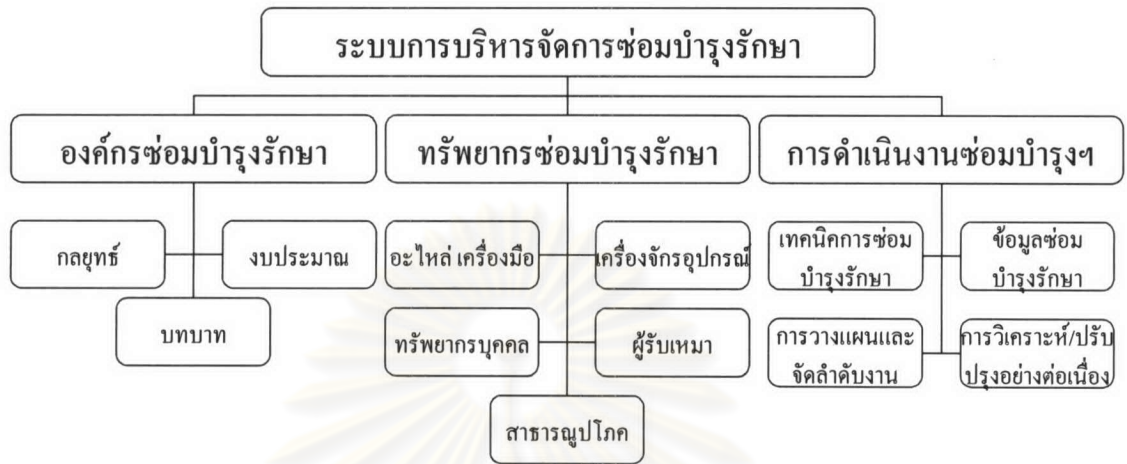 ระบบการบริหารจัดการซ่อมบำรุงรักษา
องค์กรซ่อมบำรุงรักษา
ทรัพยากรซ่อมบำรุงรักษา
การดำเนินงานซ่อมบำรุงฯ
กลยุทธ์
งบประมาณ
บทบาท
อะไหล่ เครื่องมือ
เครื่องจักรอุปกรณ์
ทรัพยากรบุคคล
ผู้รับเหมา
สาธารณูปโภค
เทคนิคการซ่อม
บำรุงรักษา
ข้อมูลซ่อม
บำรุงรักษา
การวางแผนและ
จัดลำดับงาน
การวิเคราะห์/ปรับ
ปรุงอย่างต่อเนื่อง